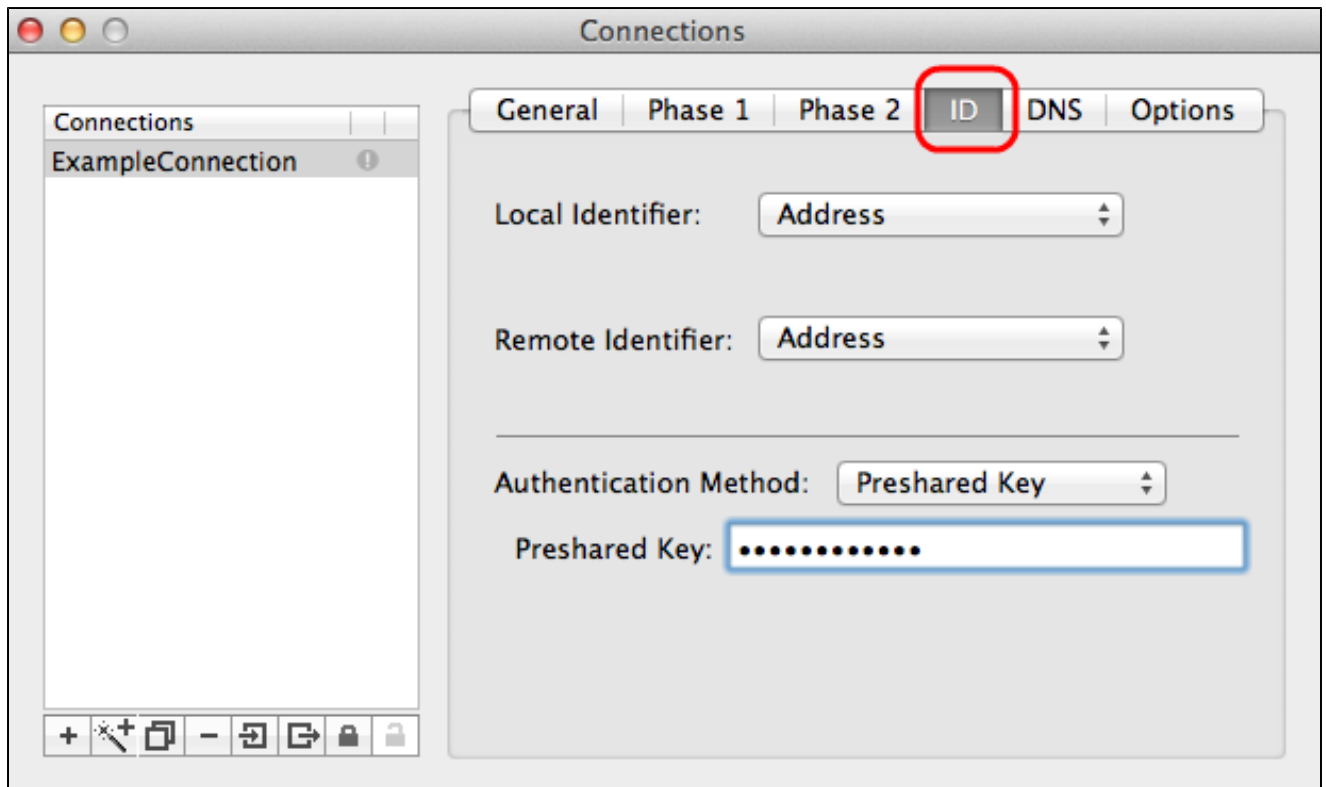 Connections
General Phase 1 Phase 2 ID DNS Options
Connections
ExampleConnection
Local Identifier: Address
Remote Identifier: Address
Authentication Method: Preshared Key
Preshared Key: ••••••••••••